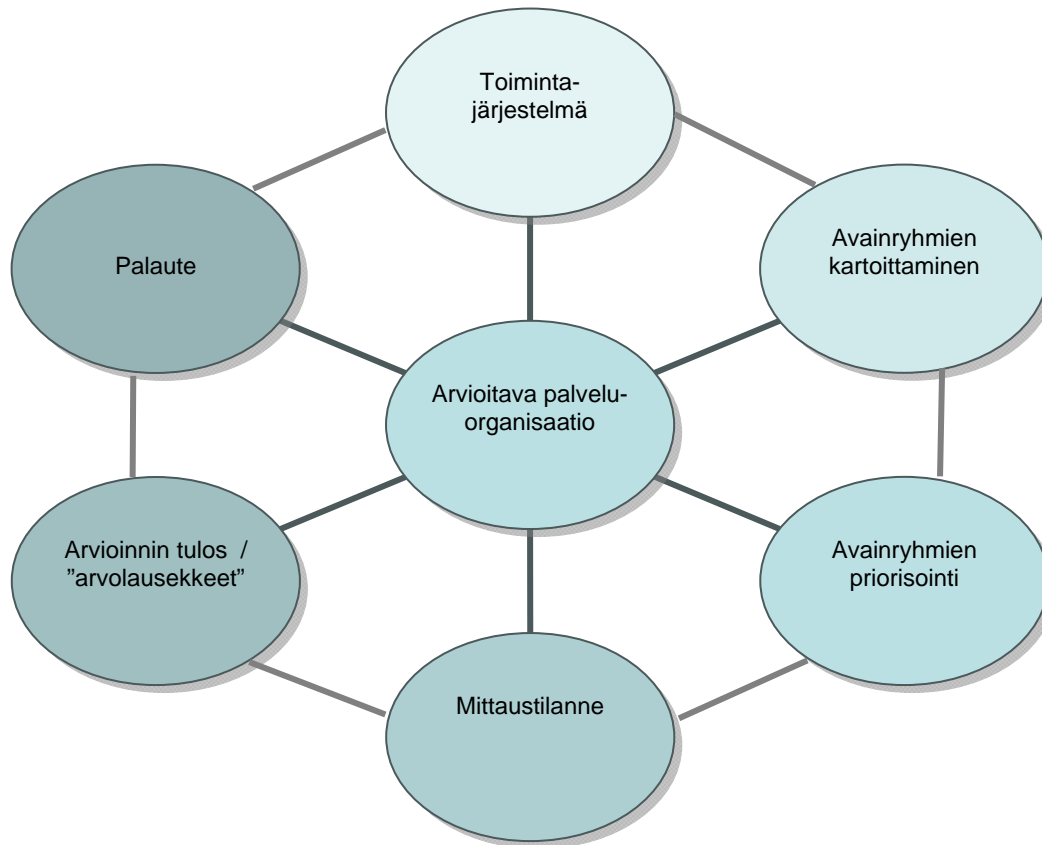 Toiminta-
järjestelmä
Avainryhmien
kartoittaminen
Palaute
Arvioitava palvelu-
organisaatio
Avainryhmien
priorisointi
Arvioinnin tulos /
”arvolausekkeet”
Mittaustilanne